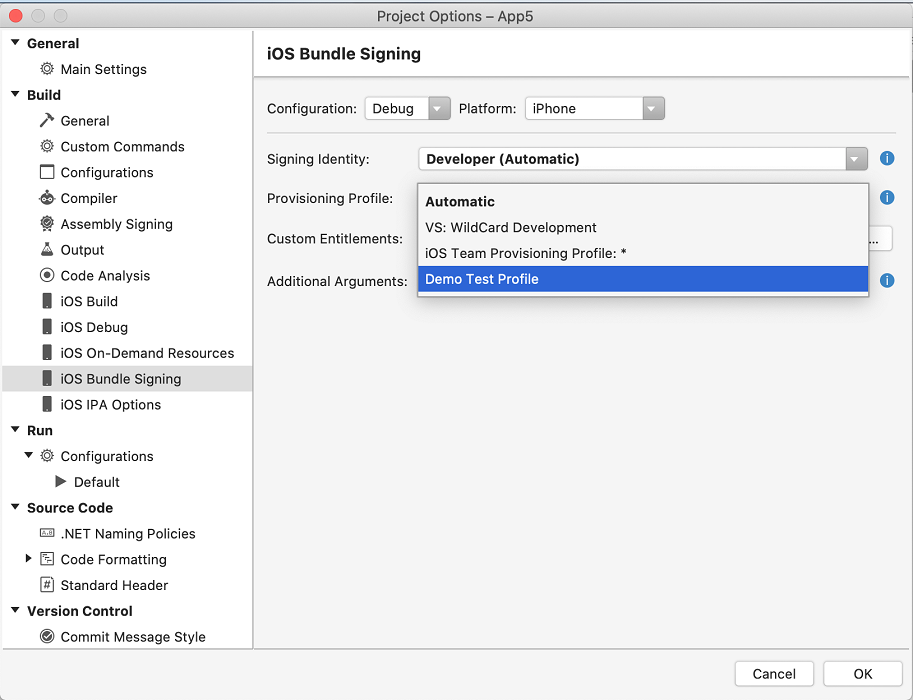 Project Options – App5
General
Main Settings
Build
General
Custom Commands
Configurations
Compiler
Assembly Signing
Output
Code Analysis
iOS Build
iOS Debug
iOS On-Demand Resources
iOS Bundle Signing
iOS IPA Options
Run
Configurations
Default
Source Code
.NET Naming Policies
Code Formatting
Standard Header
Version Control
Commit Message Style
iOS Bundle Signing
Configuration: Debug Platform: iPhone
Signing Identity: Developer (Automatic)
Provisioning Profile:
Automatic
VS: WildCard Development
Custom Entitlements: ...
iOS Team Provisioning Profile: *
Additional Arguments: Demo Test Profile
Cancel OK